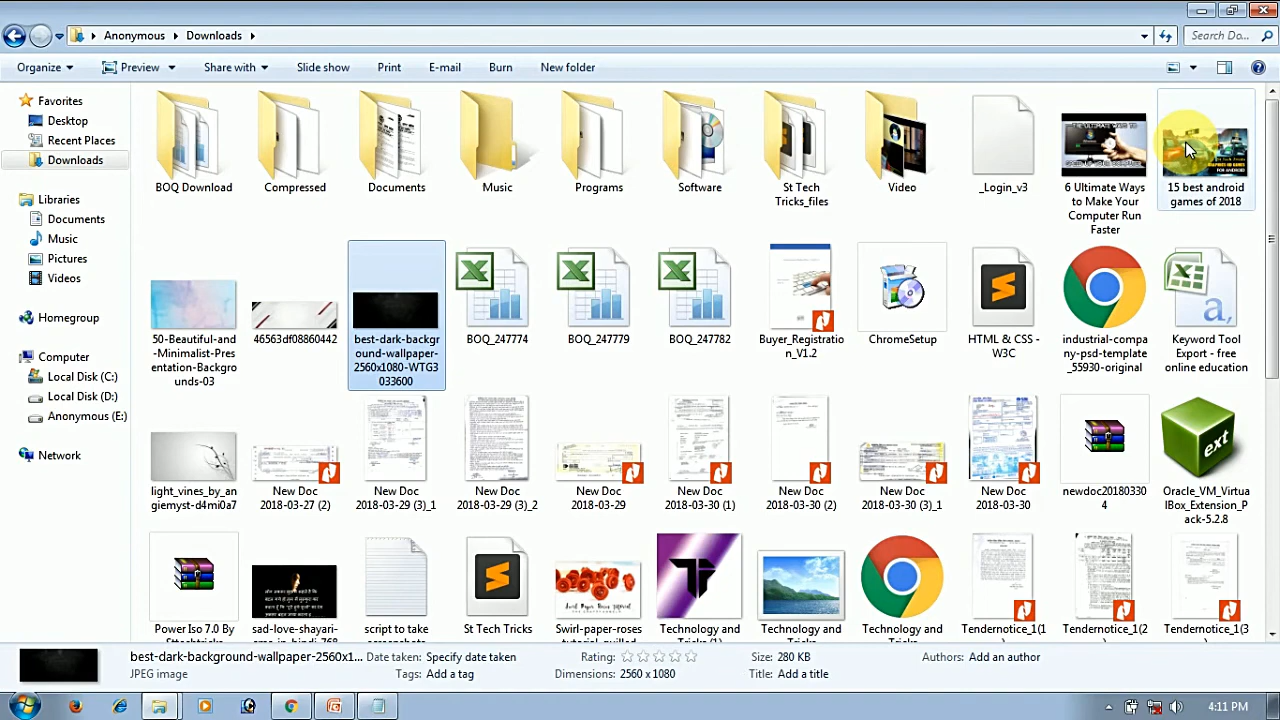 Anonymous Downloads Search Do...
Organize Preview Share with Slide show Print E-mail Burn New folder
Favorites
Desktop
Recent Places
Downloads
Libraries
Documents
Music
Pictures
Videos
Homegroup
Computer
Local Disk (C:)
Local Disk (D:)
Anonymous (E:)
Network
BOQ Download
Compressed
Documents
Music
Programs
Software
St Tech
Tricks_files
Video
_Login_v3
6 Ultimate Ways
to Make Your
Computer Run
Faster
15 best android
games of 2018
50-Beautiful-and
-Minimalist-Pres
entation-Backgr
ounds-03
46563df08860442
best-dark-backgr
ound-wallpaper-
2560x1080-WTG3
033600
BOQ_247774
BOQ_247779
BOQ_247782
Buyer_Registratio
n_V1.2
ChromeSetup
HTML & CSS -
W3C
industrial-compa
ny-psd-template
_55930-original
Keyword Tool
Export - free
online education
light_vines_by_an
giemyst-d4mi0a7
New Doc
2018-03-27 (2)
New Doc
2018-03-29 (3)_1
New Doc
2018-03-29 (3)_2
New Doc
2018-03-29
New Doc
2018-03-30 (1)
New Doc
2018-03-30 (2)
New Doc
2018-03-30 (3)_1
New Doc
2018-03-30
newdoc20180330
4
Oracle_VM_Virtua
lBox_Extension_P
ack-5.2.8
Power Iso 7.0 By
sad-love-shayari-
script to take
St Tech Tricks
Swirl-paper-roses
Technology and
Tricks (1)
Technology and
Technology and
Tendernotice_1(1
Tendernotice_1(2
Tendernotice_1(3
best-dark-background-wallpaper-2560x1... Date taken: Specify date taken Rating: Size: 280 KB Authors: Add an author
JPEG image Tags: Add a tag Dimensions: 2560 x 1080 Title: Add a title
4:11 PM